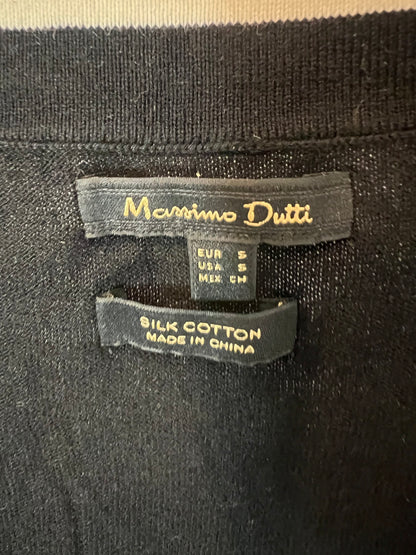 Massimo Dutti
EUR S
USA S
MEX CH
SILK COTTON
MADE IN CHINA